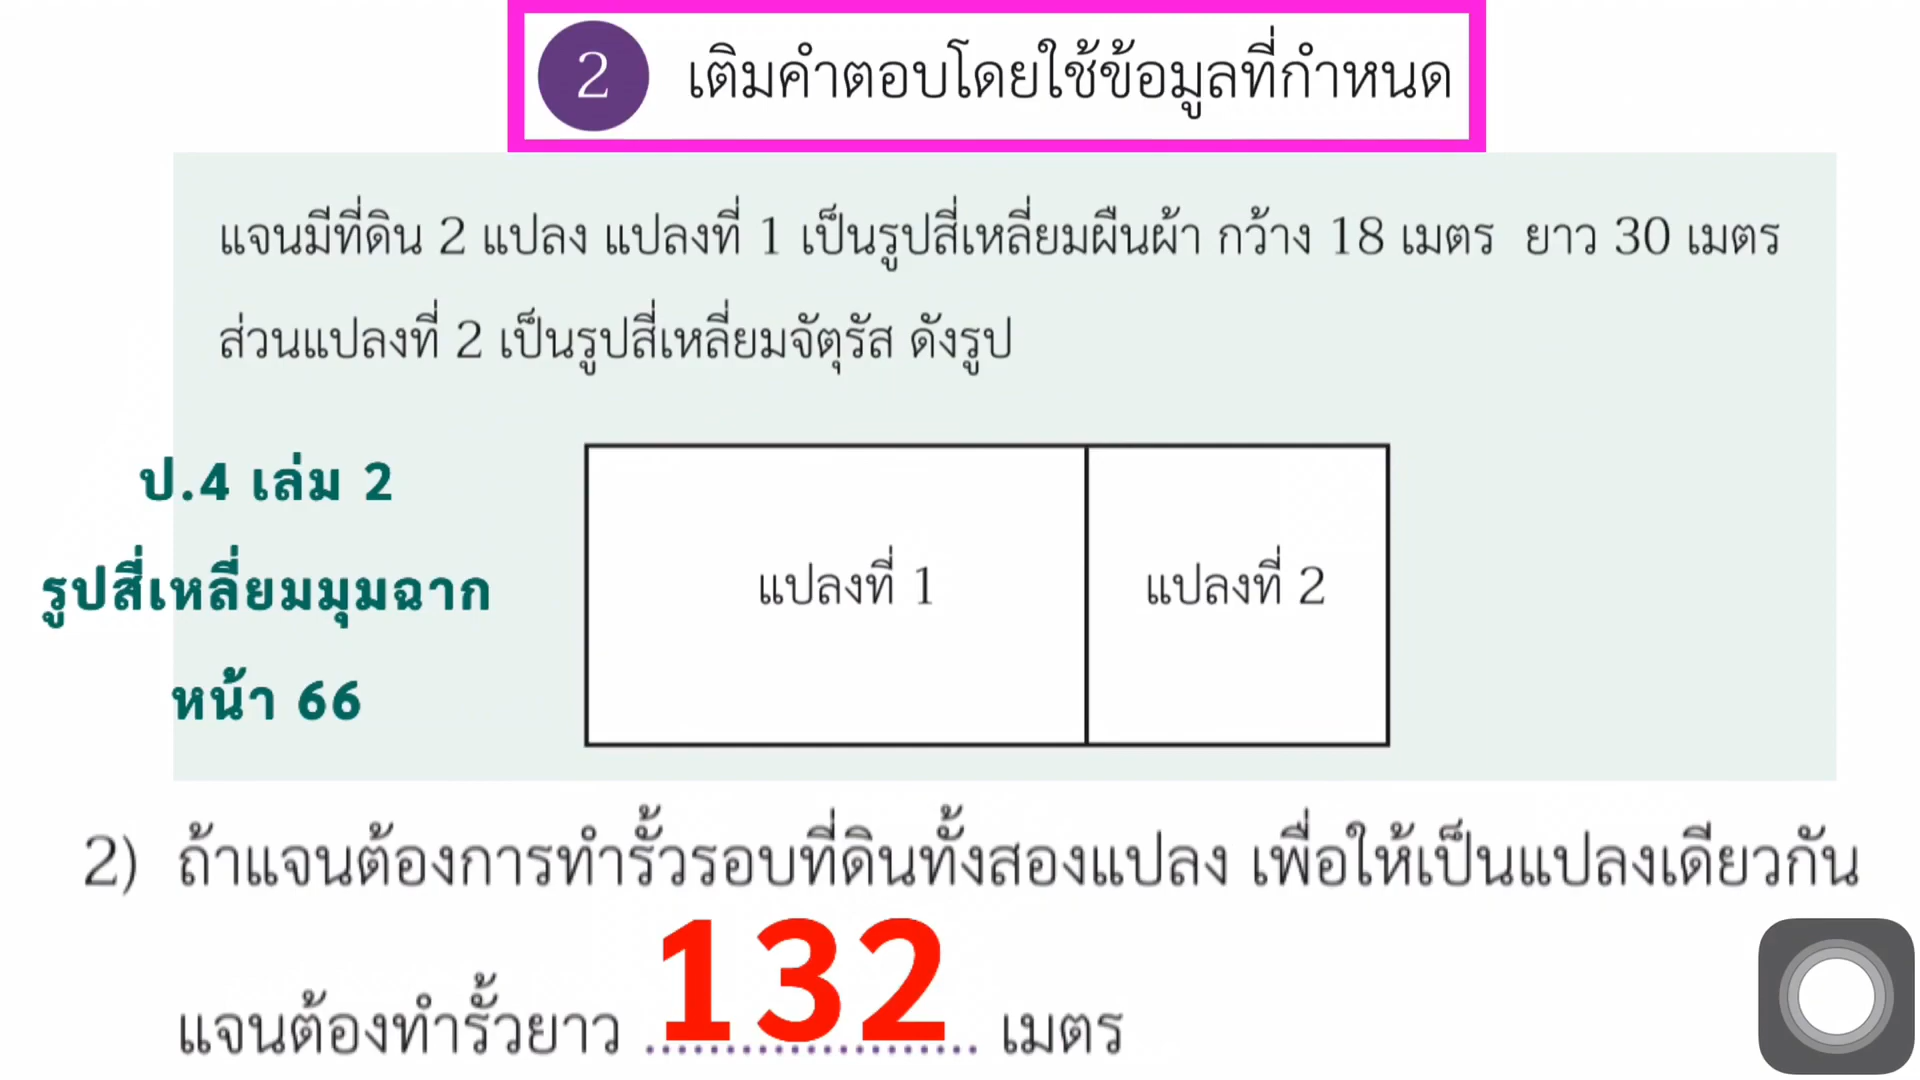 2 เติมคำตอบโดยใช้ข้อมูลที่กำหนด
แจนมีที่ดิน 2 แปลง แปลงที่ 1 เป็นรูปสี่เหลี่ยมผืนผ้า กว้าง 18 เมตร ยาว 30 เมตร
ส่วนแปลงที่ 2 เป็นรูปสี่เหลี่ยมจัตุรัส ดังรูป
ป.4 เล่ม 2
รูปสี่เหลี่ยมมุมฉาก
หน้า 66
แปลงที่ 1
แปลงที่ 2
2) ถ้าแจนต้องการทำรั้วรอบที่ดินทั้งสองแปลง เพื่อให้เป็นแปลงเดียวกัน
แจนต้องทำรั้วยาว 132 เมตร